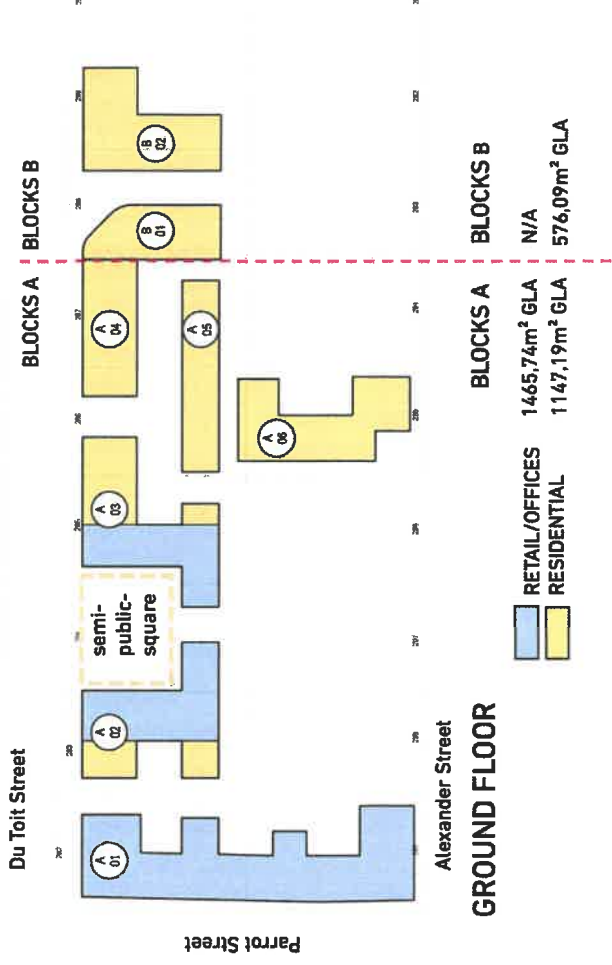 Du Toit Street
BLOCKS A
BLOCKS B
A
01
A
02
semi-
public-
square
A
03
A
04
A
05
A
06
B
01
B
02
Parrot Street
Alexander Street
GROUND FLOOR
BLOCKS A
BLOCKS B
RETAIL/OFFICES 1465,74m² GLA N/A
RESIDENTIAL 1147,19m² GLA 576,09m² GLA